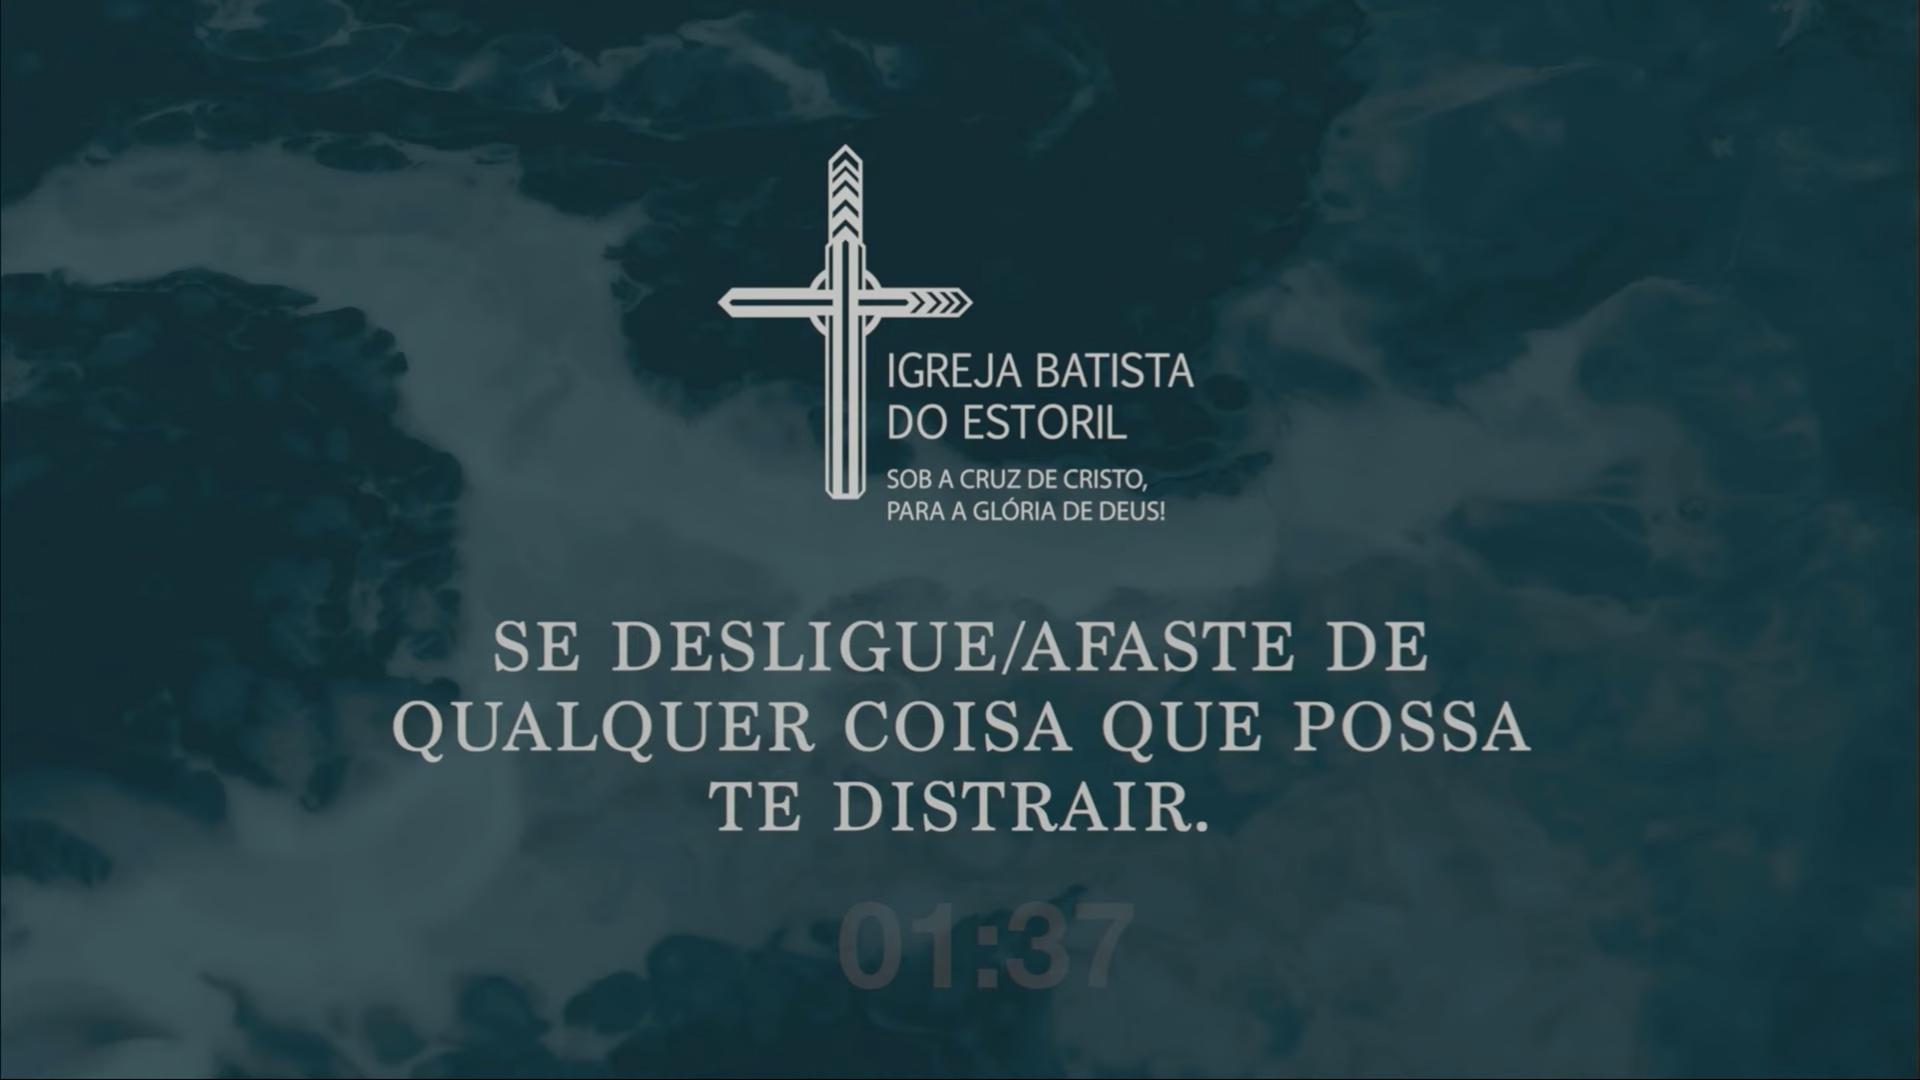 IGREJA BATISTA
DO ESTORIL
SOB A CRUZ DE CRISTO,
PARA A GLÓRIA DE DEUS!
SE DESLIGUE/AFASTE DE
QUALQUER COISA QUE POSSA
TE DISTRAIR.
01:37